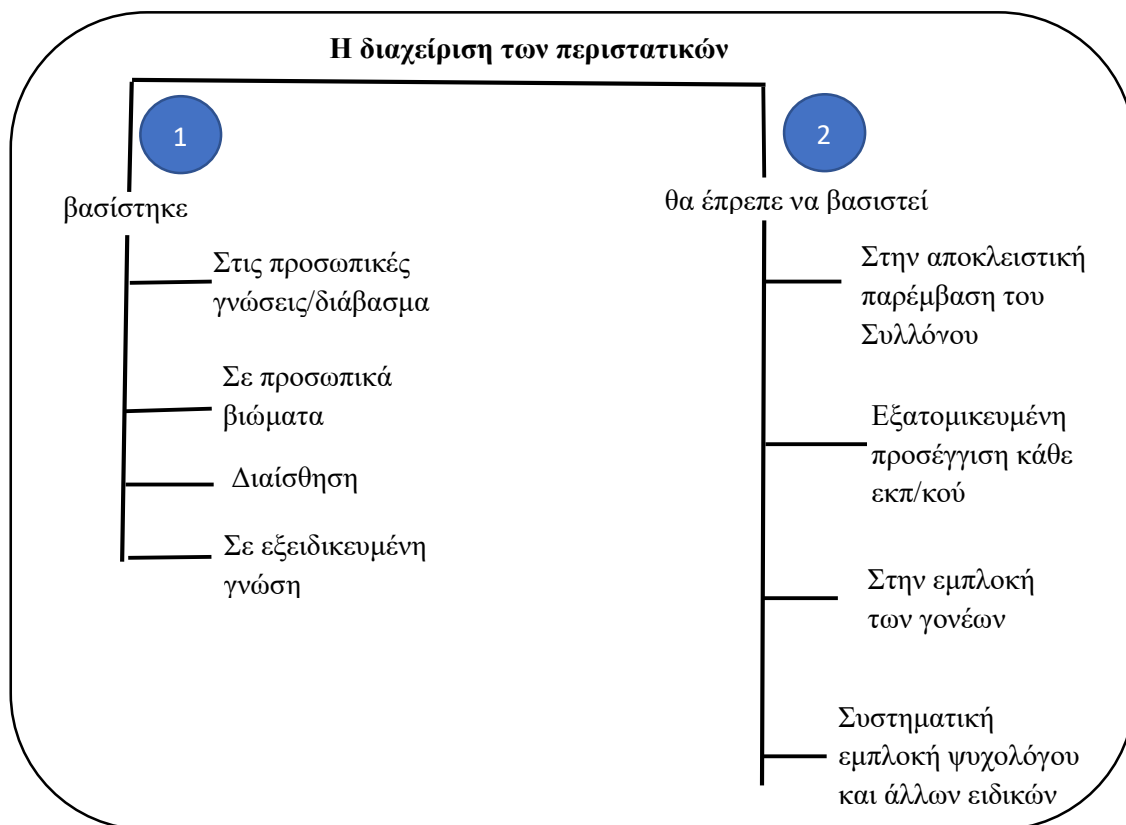 Η διαχείριση των περιστατικών
1
βασίστηκε
Στις προσωπικές
γνώσεις/διάβασμα
Σε προσωπικά
βιώματα
Διαίσθηση
Σε εξειδικευμένη
γνώση
2
θα έπρεπε να βασιστεί
Στην αποκλειστική
παρέμβαση του
Συλλόγου
Εξατομικευμένη
προσέγγιση κάθε
εκπ/κού
Στην εμπλοκή
των γονέων
Συστηματική
εμπλοκή ψυχολόγου
και άλλων ειδικών